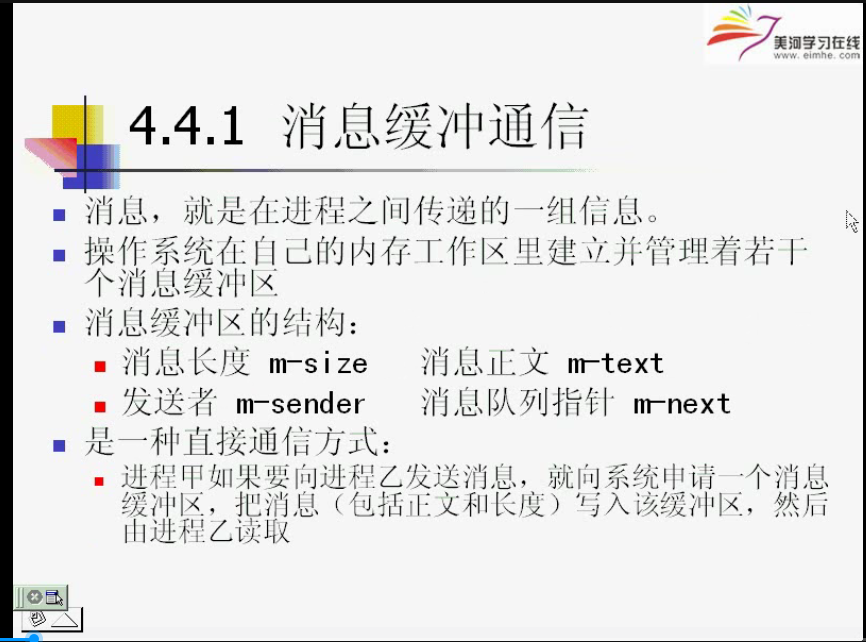 美河学习在线
www.eimhe.com
4.4.1 消息缓冲通信
消息，就是在进程之间传递的一组信息。
操作系统在自己的内存工作区里建立并管理着若干
个消息缓冲区
消息缓冲区的结构：
消息长度 m-size 消息正文 m-text
发送者 m-sender 消息队列指针 m-next
是一种直接通信方式：
进程甲如果要向进程乙发送消息，就向系统申请一个消息
缓冲区，把消息（包括正文和长度）写入该缓冲区，然后
由进程乙读取